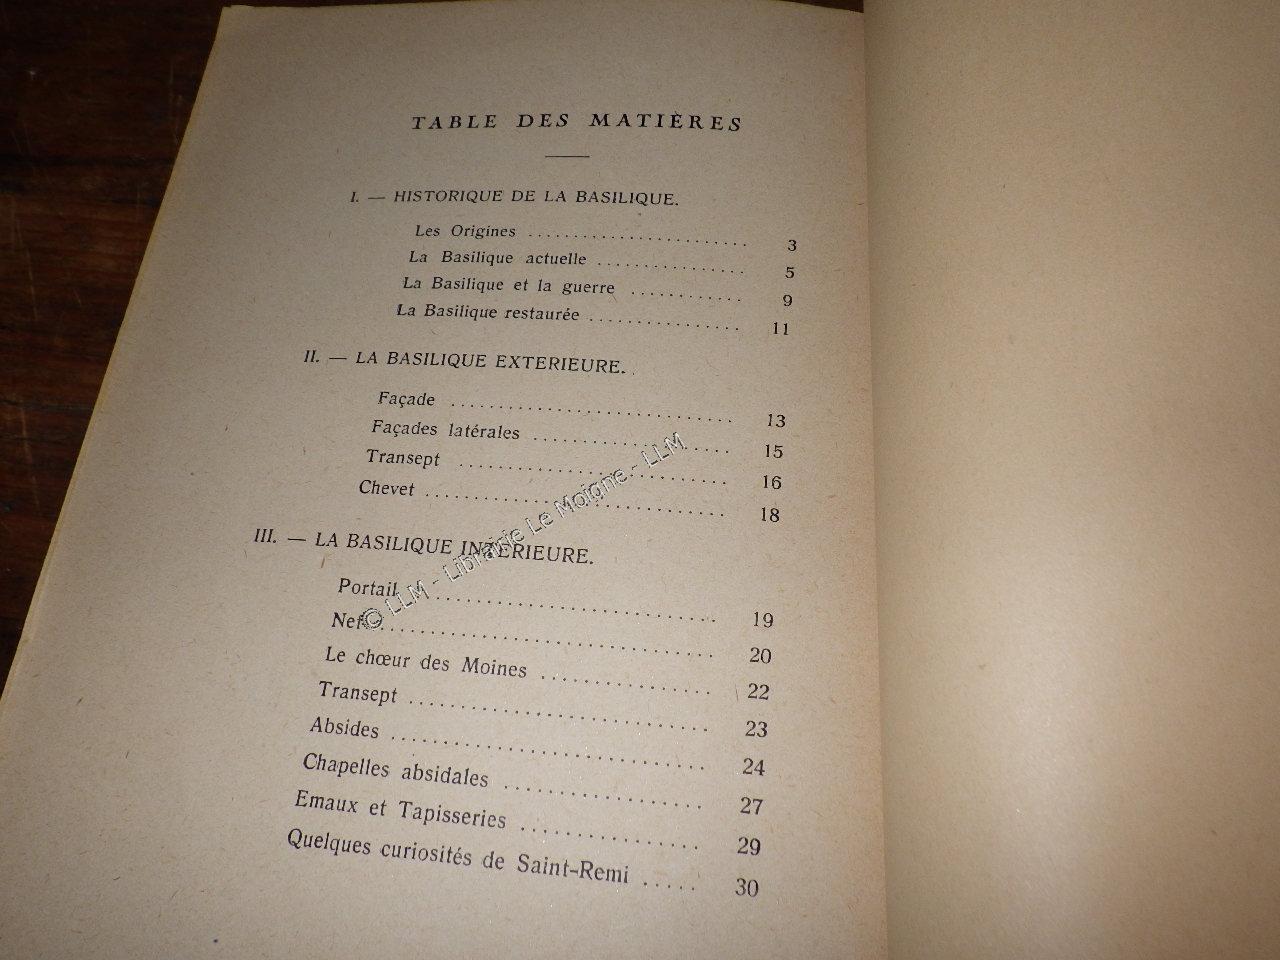 TABLE DES MATIÈRES
I. — HISTORIQUE DE LA BASILIQUE.
Les Origines ........................ 3
La Basilique actuelle ................ 5
La Basilique et la guerre ............ 9
La Basilique restaurée ................ 11
II. — LA BASILIQUE EXTERIEURE.
Façade .............................. 13
Façades latérales ..................... 15
Transept ............................ 16
Chevet ................................ 18
III. — LA BASILIQUE INTERIEURE.
Portail .............................. 19
Nef .................................. 20
Le chœur des Moines .................. 22
Transept .............................. 23
Absides .............................. 24
Chapelles absidales .................. 27
Emaux et Tapisseries ................ 29
Quelques curiosités de Saint-Remi ..... 30
© LLM - Librairie Le Moigne - LLM